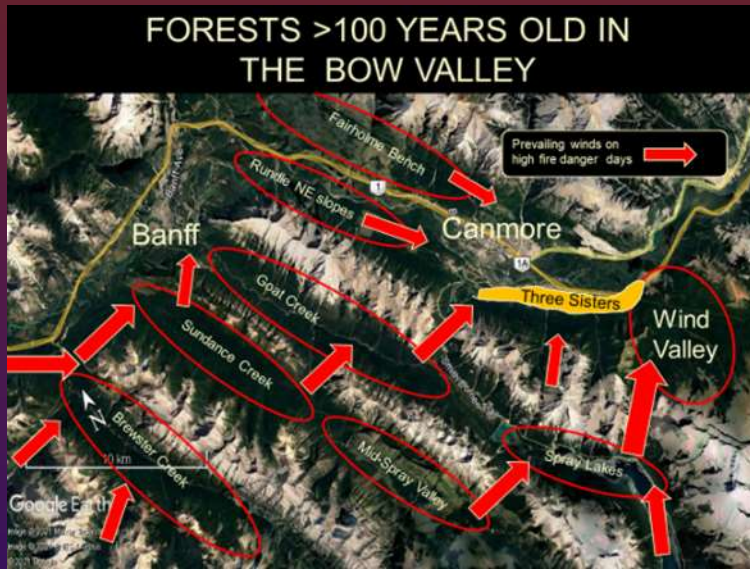 FORESTS >100 YEARS OLD IN
THE BOW VALLEY
Fairholme Bench
Prevailing winds on
high fire danger days
Banff Ave
Rundle NE slopes
1
Banff
Canmore
1A
Goat Creek
Three Sisters
Sundance Creek
Wind
Valley
Brewster Creek
N
10 km
Mid-Spray Valley
Spray Lakes
Google Earth